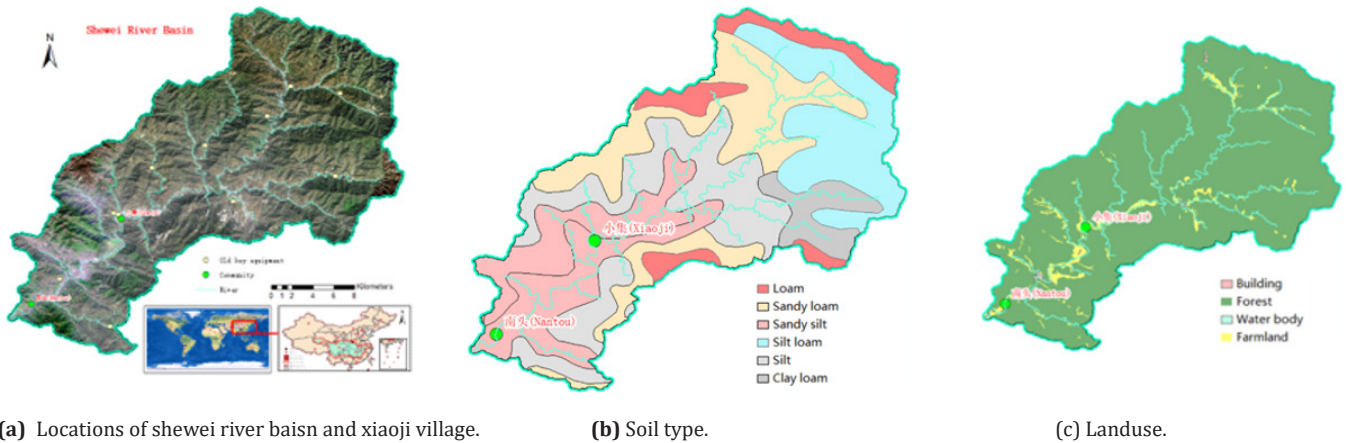 Shewei River Basin
N
Old boy equipment
Community
River
0 1 2 4 6 8
Kilometers
小集(Xiaoji)
南头(Nantou)
Loam
Sandy loam
Sandy silt
Silt loam
Silt
Clay loam
小集(Xiaoji)
南头(Nantou)
Building
Forest
Water body
Farmland
(a) Locations of shewei river baisn and xiaoji village.
(b) Soil type.
(c) Landuse.